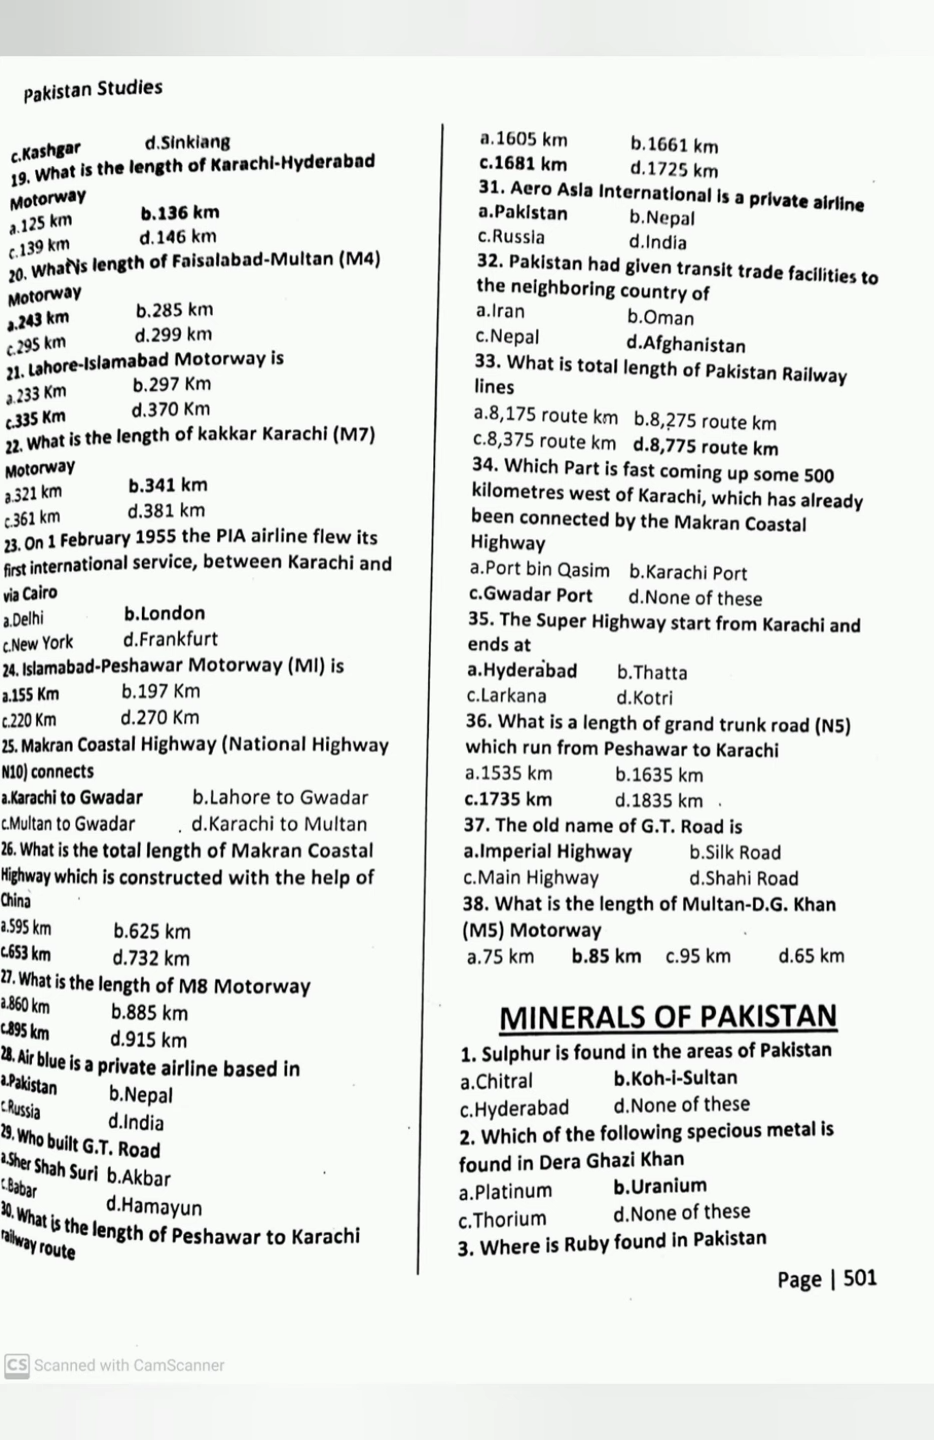 Pakistan Studies
c.Kashgar d.Sinkiang
19. What is the length of Karachi-Hyderabad
Motorway
a.125 km b.136 km
c.139 km d.146 km
20. What is length of Faisalabad-Multan (M4)
Motorway
a.243 km b.285 km
c.295 km d.299 km
21. Lahore-Islamabad Motorway is
a.233 Km b.297 Km
c.335 Km d.370 Km
22. What is the length of kakkar Karachi (M7)
Motorway
a.321 km b.341 km
c.361 km d.381 km
23. On 1 February 1955 the PIA airline flew its
first international service, between Karachi and
via Cairo
a.Delhi b.London
c.New York d.Frankfurt
24. Islamabad-Peshawar Motorway (MI) is
a.155 Km b.197 Km
c.220 Km d.270 Km
25. Makran Coastal Highway (National Highway
N10) connects
a.Karachi to Gwadar b.Lahore to Gwadar
c.Multan to Gwadar d.Karachi to Multan
26. What is the total length of Makran Coastal
Highway which is constructed with the help of
China
a.595 km b.625 km
c.653 km d.732 km
27. What is the length of M8 Motorway
a.860 km b.885 km
c.895 km d.915 km
28. Air blue is a private airline based in
a.Pakistan b.Nepal
c.Russia d.India
29. Who built G.T. Road
a.Sher Shah Suri b.Akbar
c.Babar d.Hamayun
30. What is the length of Peshawar to Karachi
railway route
a.1605 km b.1661 km
c.1681 km d.1725 km
31. Aero Asia International is a private airline
a.Pakistan b.Nepal
c.Russia d.India
32. Pakistan had given transit trade facilities to
the neighboring country of
a.Iran b.Oman
c.Nepal d.Afghanistan
33. What is total length of Pakistan Railway
lines
a.8,175 route km b.8,275 route km
c.8,375 route km d.8,775 route km
34. Which Part is fast coming up some 500
kilometres west of Karachi, which has already
been connected by the Makran Coastal
Highway
a.Port bin Qasim b.Karachi Port
c.Gwadar Port d.None of these
35. The Super Highway start from Karachi and
ends at
a.Hyderabad b.Thatta
c.Larkana d.Kotri
36. What is a length of grand trunk road (N5)
which run from Peshawar to Karachi
a.1535 km b.1635 km
c.1735 km d.1835 km
37. The old name of G.T. Road is
a.Imperial Highway b.Silk Road
c.Main Highway d.Shahi Road
38. What is the length of Multan-D.G. Khan
(M5) Motorway
a.75 km b.85 km c.95 km d.65 km
MINERALS OF PAKISTAN
1. Sulphur is found in the areas of Pakistan
a.Chitral b.Koh-i-Sultan
c.Hyderabad d.None of these
2. Which of the following specious metal is
found in Dera Ghazi Khan
a.Platinum b.Uranium
c.Thorium d.None of these
3. Where is Ruby found in Pakistan
Page | 501
CS Scanned with CamScanner